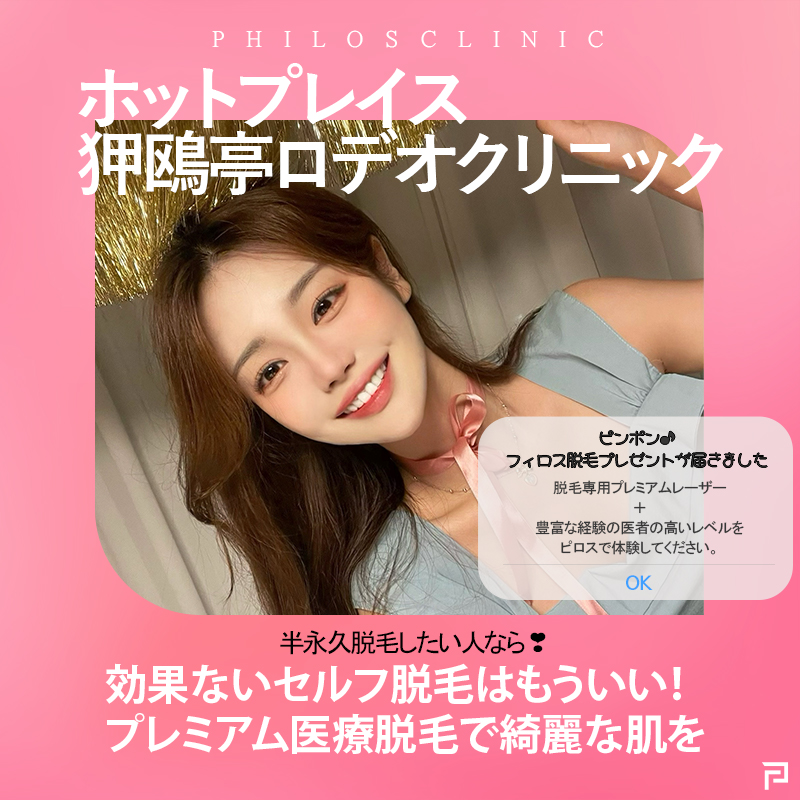 PHILOSCLINIC
ホットプレイス
狎鴎亭ロデオクリニック
ピンポン♪
フィロス脱毛プレゼントが届きました
脱毛専用プレミアムレーザー
+
豊富な経験の医者の高いレベルを
ピロスで体験してください。
OK
半永久脱毛したい人なら❣
効果ないセルフ脱毛はもういい!
プレミアム医療脱毛で綺麗な肌を